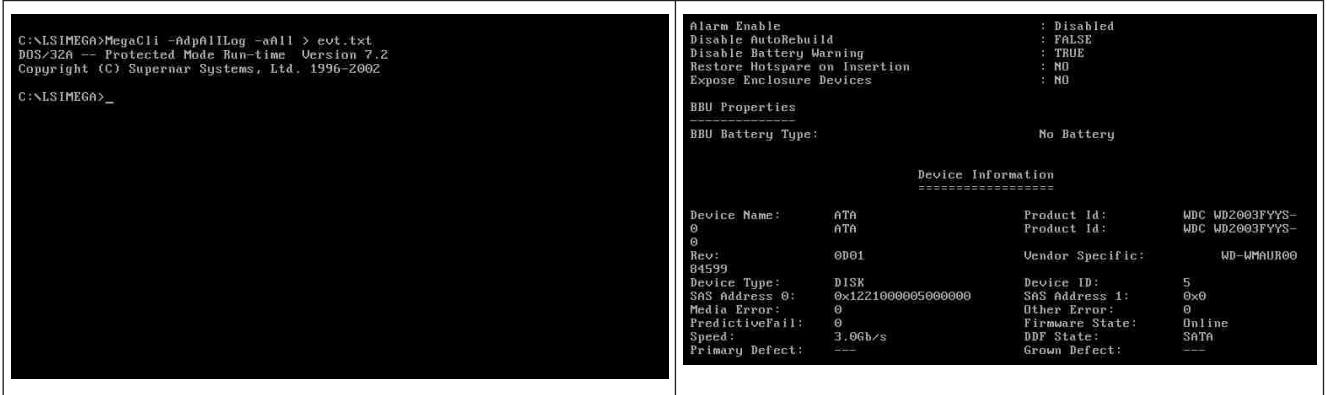 C:\LSIMEGA>MegaCli -AdpAlILog -aAll > evt.txt
DOS/32A -- Protected Mode Run-time Version 7.2
Copyright (C) Supernar Systems, Ltd. 1996-2002
C:\LSIMEGA>_
Alarm Enable : Disabled
Disable AutoRebuild : FALSE
Disable Battery Warning : TRUE
Restore Hotspare on Insertion : NO
Expose Enclosure Devices : NO
BBU Properties
--------------
BBU Battery Type: No Battery
Device Information
===================
Device Name: ATA Product Id: WDC WD2003FYYS-
0 ATA Product Id: WDC WD2003FYYS-
0
Rev: 0D01 Vendor Specific: WD-WMAUR00
84599
Device Type: DISK Device ID: 5
SAS Address 0: 0x1221000005000000 SAS Address 1: 0x0
Media Error: 0 Other Error: 0
PredictiveFail: 0 Firmware State: Online
Speed: 3.0Gb/s DDF State: SATA
Primary Defect: --- Grown Defect: ---